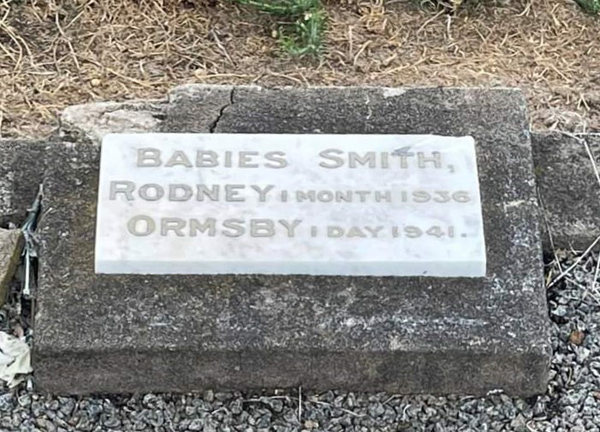 BABIES SMITH,
RODNEY 1 MONTH 1936
ORMSBY 1 DAY 1941.